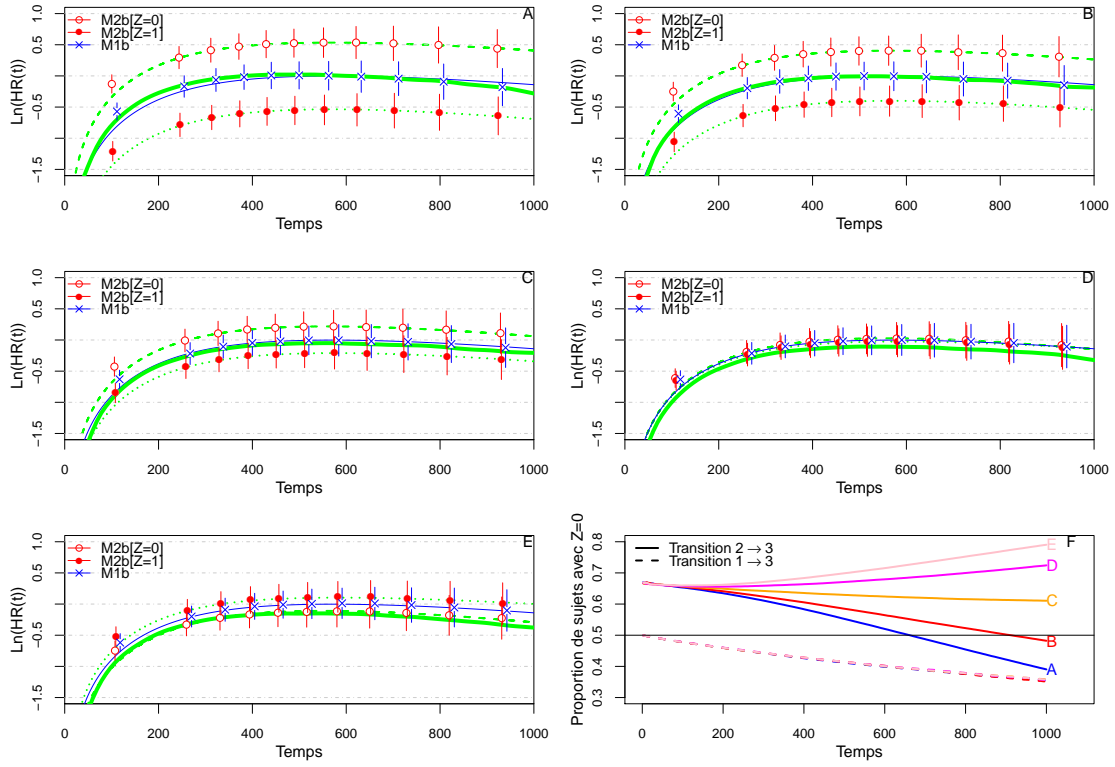 A
M2b[Z=0]
M2b[Z=1]
M1b
Ln(HR(t))
1.0
0.5
−0.5
−1.5
0 200 400 600 800 1000
Temps
B
M2b[Z=0]
M2b[Z=1]
M1b
Ln(HR(t))
1.0
0.5
−0.5
−1.5
0 200 400 600 800 1000
Temps
C
M2b[Z=0]
M2b[Z=1]
M1b
Ln(HR(t))
1.0
0.5
−0.5
−1.5
0 200 400 600 800 1000
Temps
D
M2b[Z=0]
M2b[Z=1]
M1b
Ln(HR(t))
1.0
0.5
−0.5
−1.5
0 200 400 600 800 1000
Temps
E
M2b[Z=0]
M2b[Z=1]
M1b
Ln(HR(t))
1.0
0.5
−0.5
−1.5
0 200 400 600 800 1000
Temps
F
Transition 2 → 3
Transition 1 → 3
E
D
C
B
A
Proportion de sujets avec Z=0
0.8
0.7
0.6
0.5
0.4
0.3
0 200 400 600 800 1000
Temps